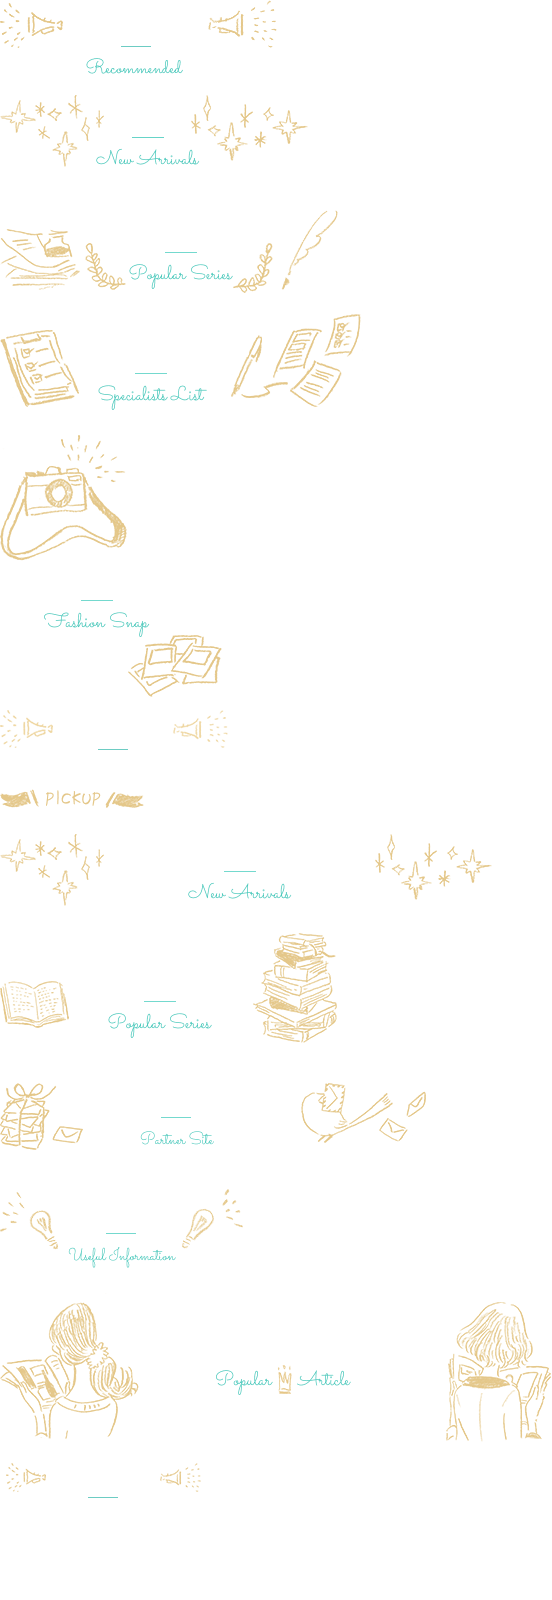 Recommended
New Arrivals
Popular Series
Specialists List
Fashion Snap
PICKUP
New Arrivals
Popular Series
Partner Site
Useful Information
Popular Article